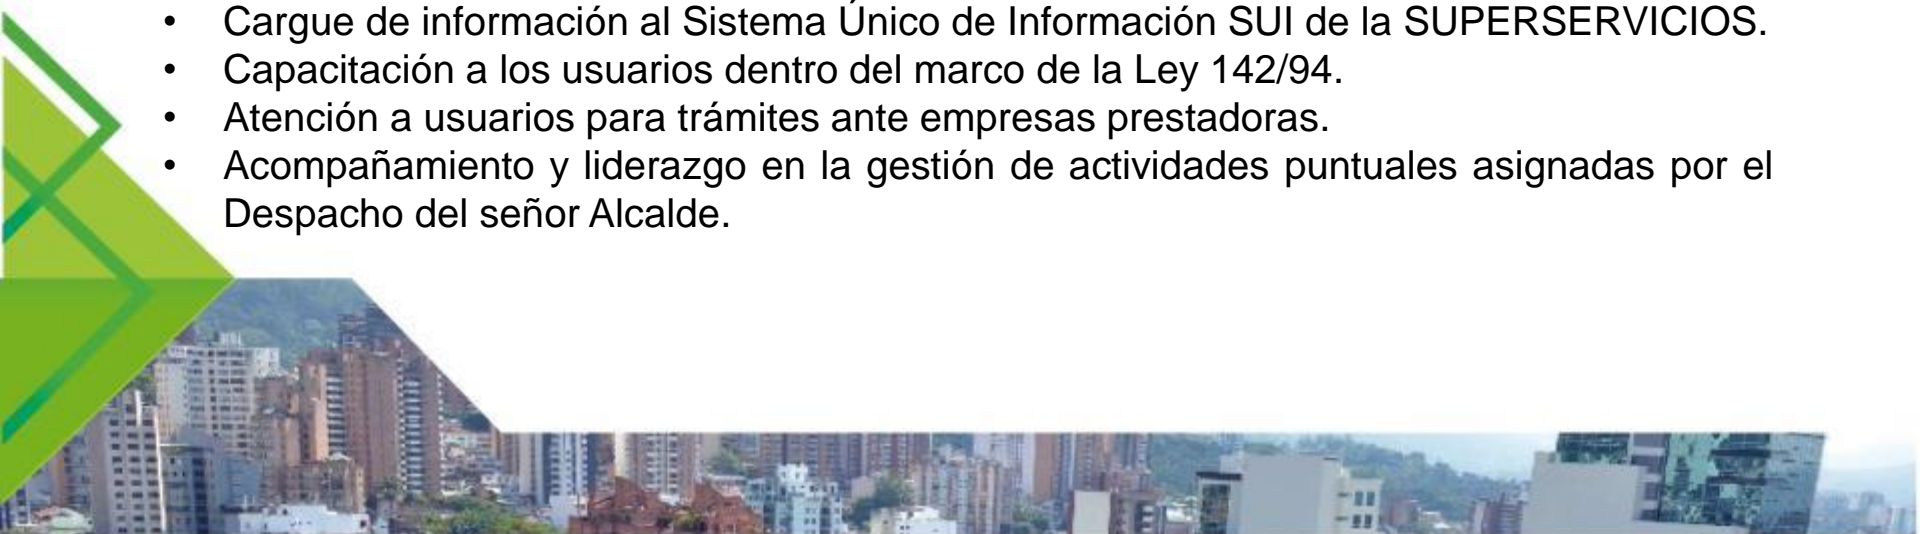 • Cargue de información al Sistema Único de Información SUI de la SUPERSERVICIOS.
• Capacitación a los usuarios dentro del marco de la Ley 142/94.
• Atención a usuarios para trámites ante empresas prestadoras.
• Acompañamiento y liderazgo en la gestión de actividades puntuales asignadas por el
Despacho del señor Alcalde.